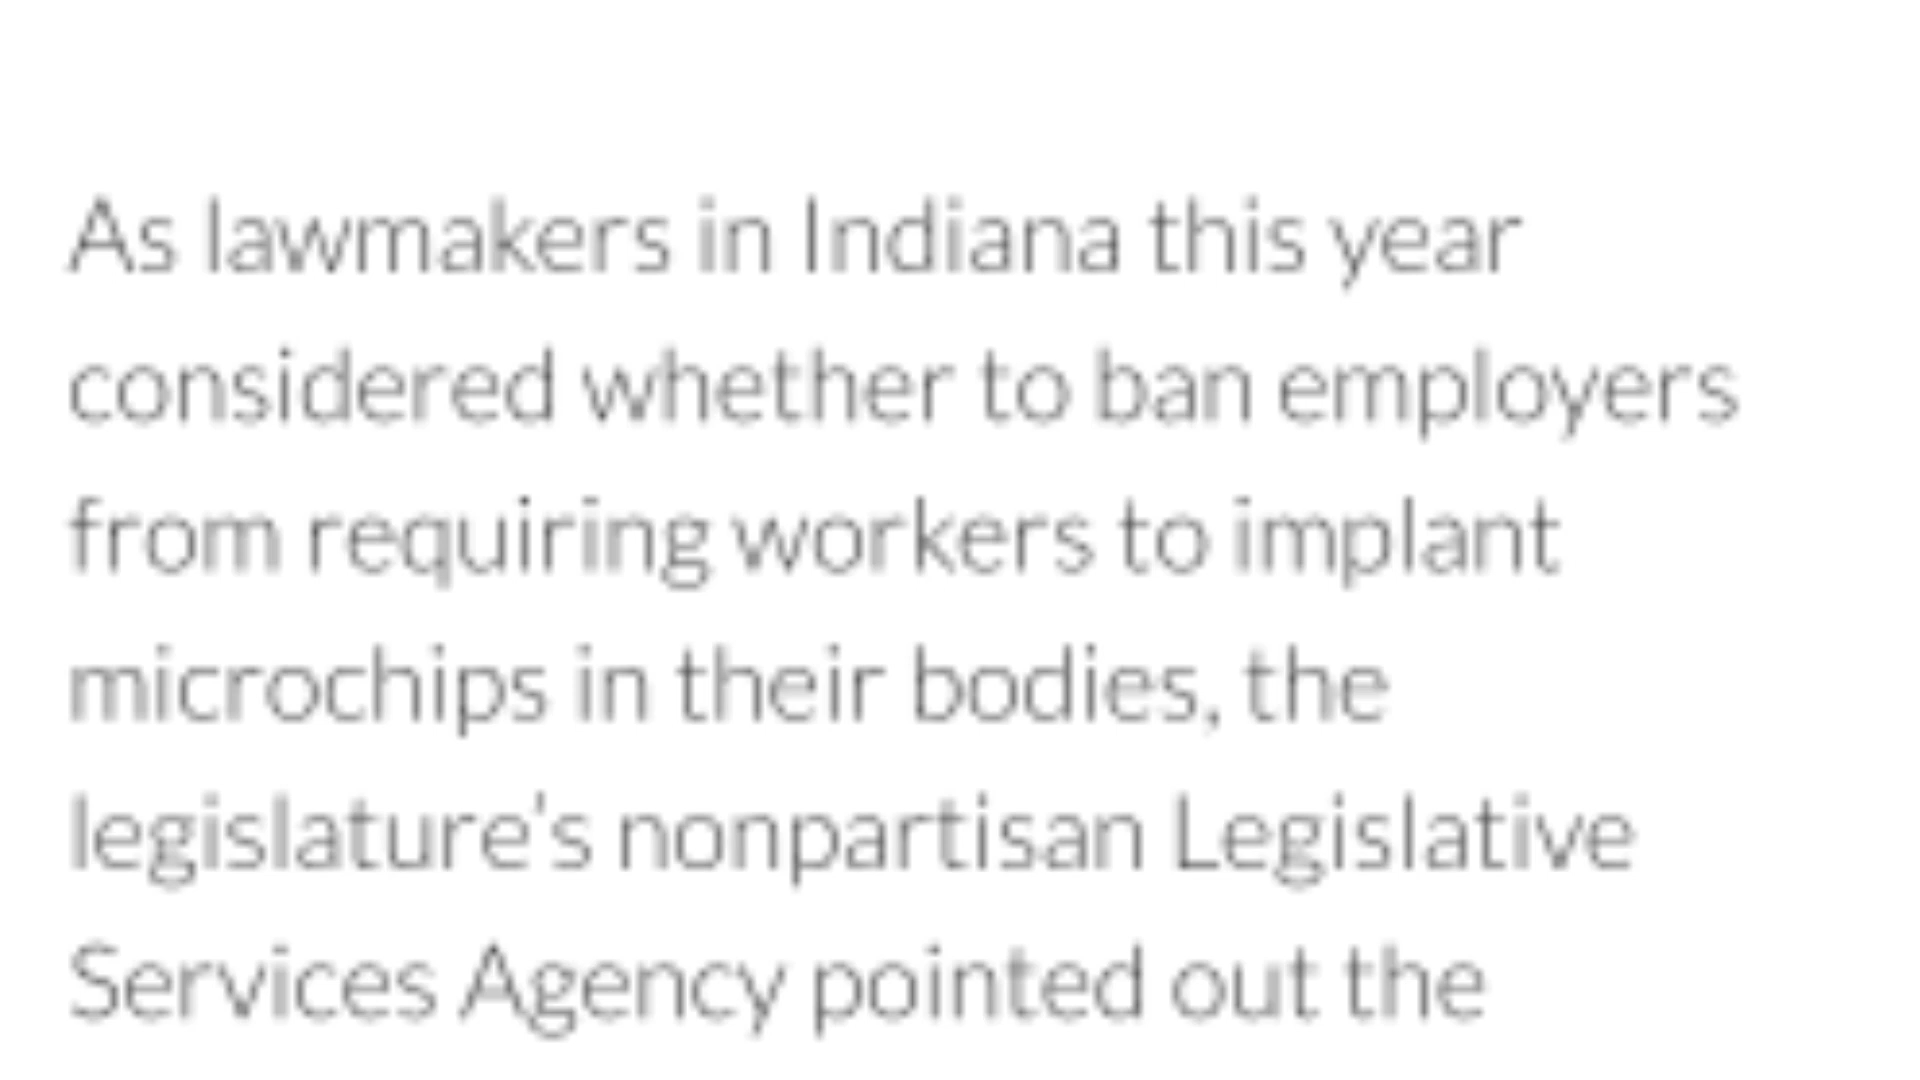 As lawmakers in Indiana this year
considered whether to ban employers
from requiring workers to implant
microchips in their bodies, the
legislature's nonpartisan Legislative
Services Agency pointed out the